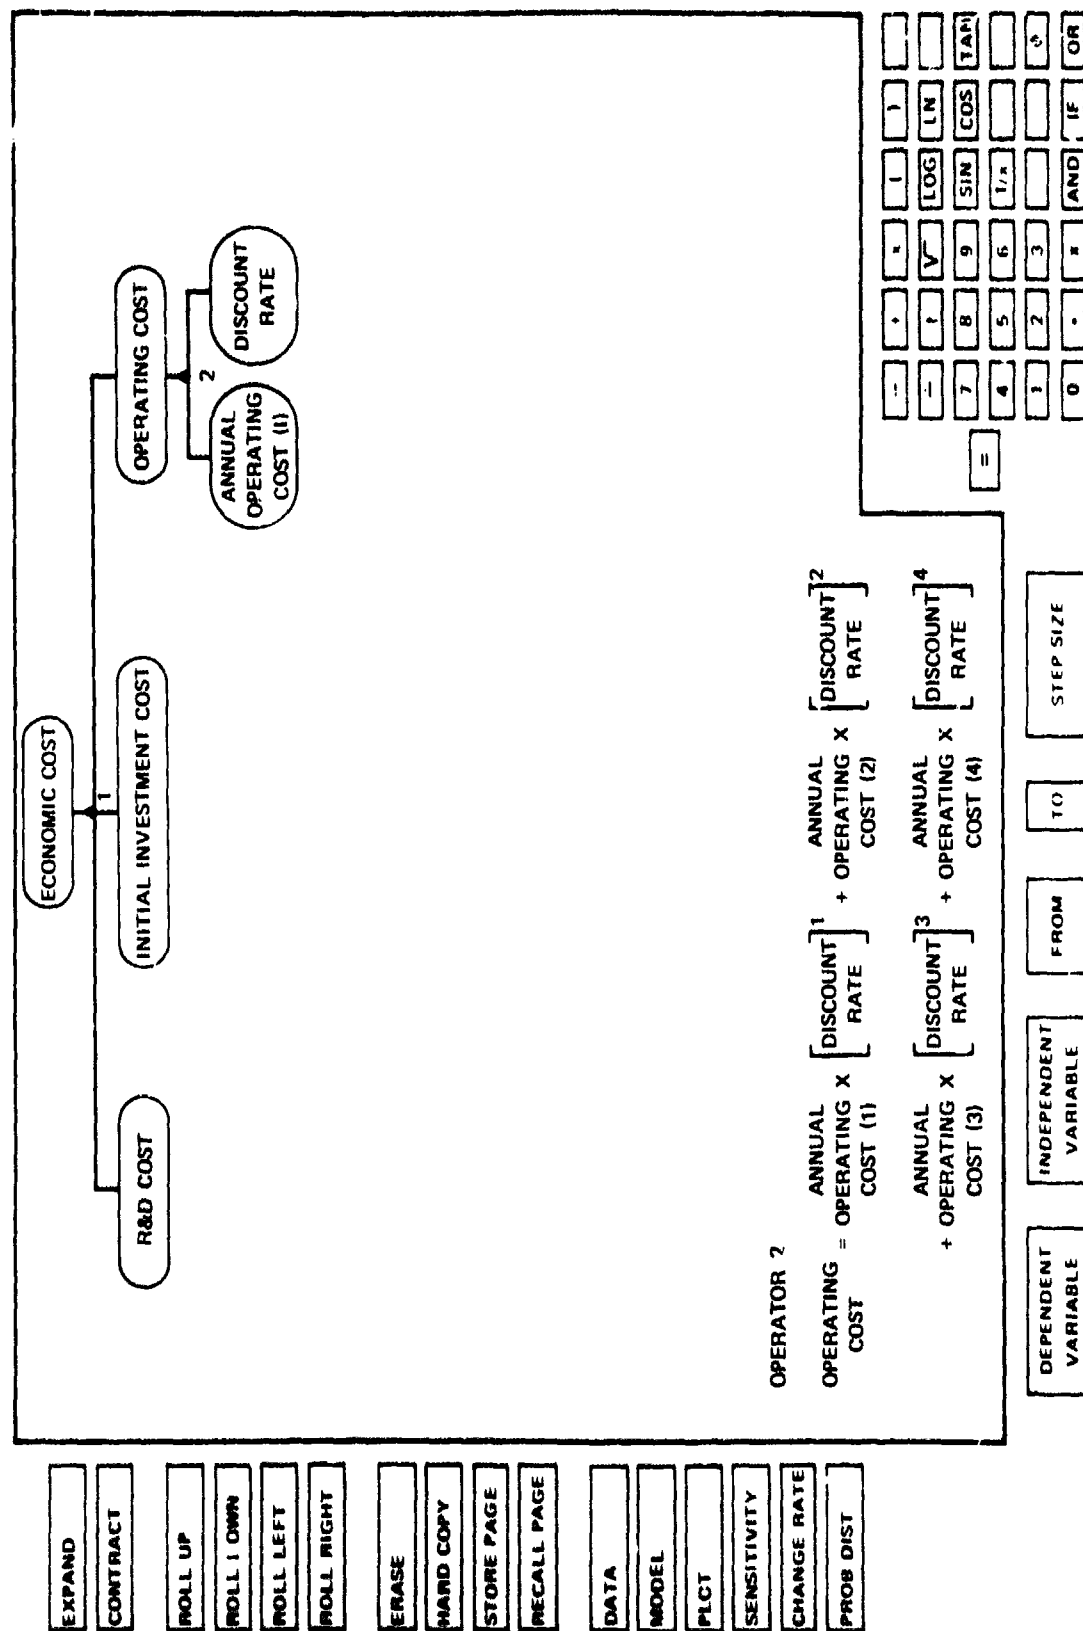 EXPAND
CONTRACT
ROLL UP
ROLL DOWN
ROLL LEFT
ROLL RIGHT
ERASE
HARD COPY
STORE PAGE
RECALL PAGE
DATA
MODEL
PLCT
SENSITIVITY
CHANGE RATE
PROB DIST
ECONOMIC COST
1
R&D COST
INITIAL INVESTMENT COST
OPERATING COST
2
ANNUAL
OPERATING
COST (I)
DISCOUNT
RATE
OPERATOR 2
OPERATING
COST
=
ANNUAL
OPERATING
COST (1)
X
[DISCOUNT
RATE]1
+
ANNUAL
OPERATING
COST (2)
X
[DISCOUNT
RATE]2
+
ANNUAL
OPERATING
COST (3)
X
[DISCOUNT
RATE]3
+
ANNUAL
OPERATING
COST (4)
X
[DISCOUNT
RATE]4
DEPENDENT
VARIABLE
INDEPENDENT
VARIABLE
FROM
TO
STEP SIZE
=
- + ( )
÷ √ LOG LN
7 8 9 SIN COS TAN
4 5 6 1/x
1 2 3
0 . AND IF OR